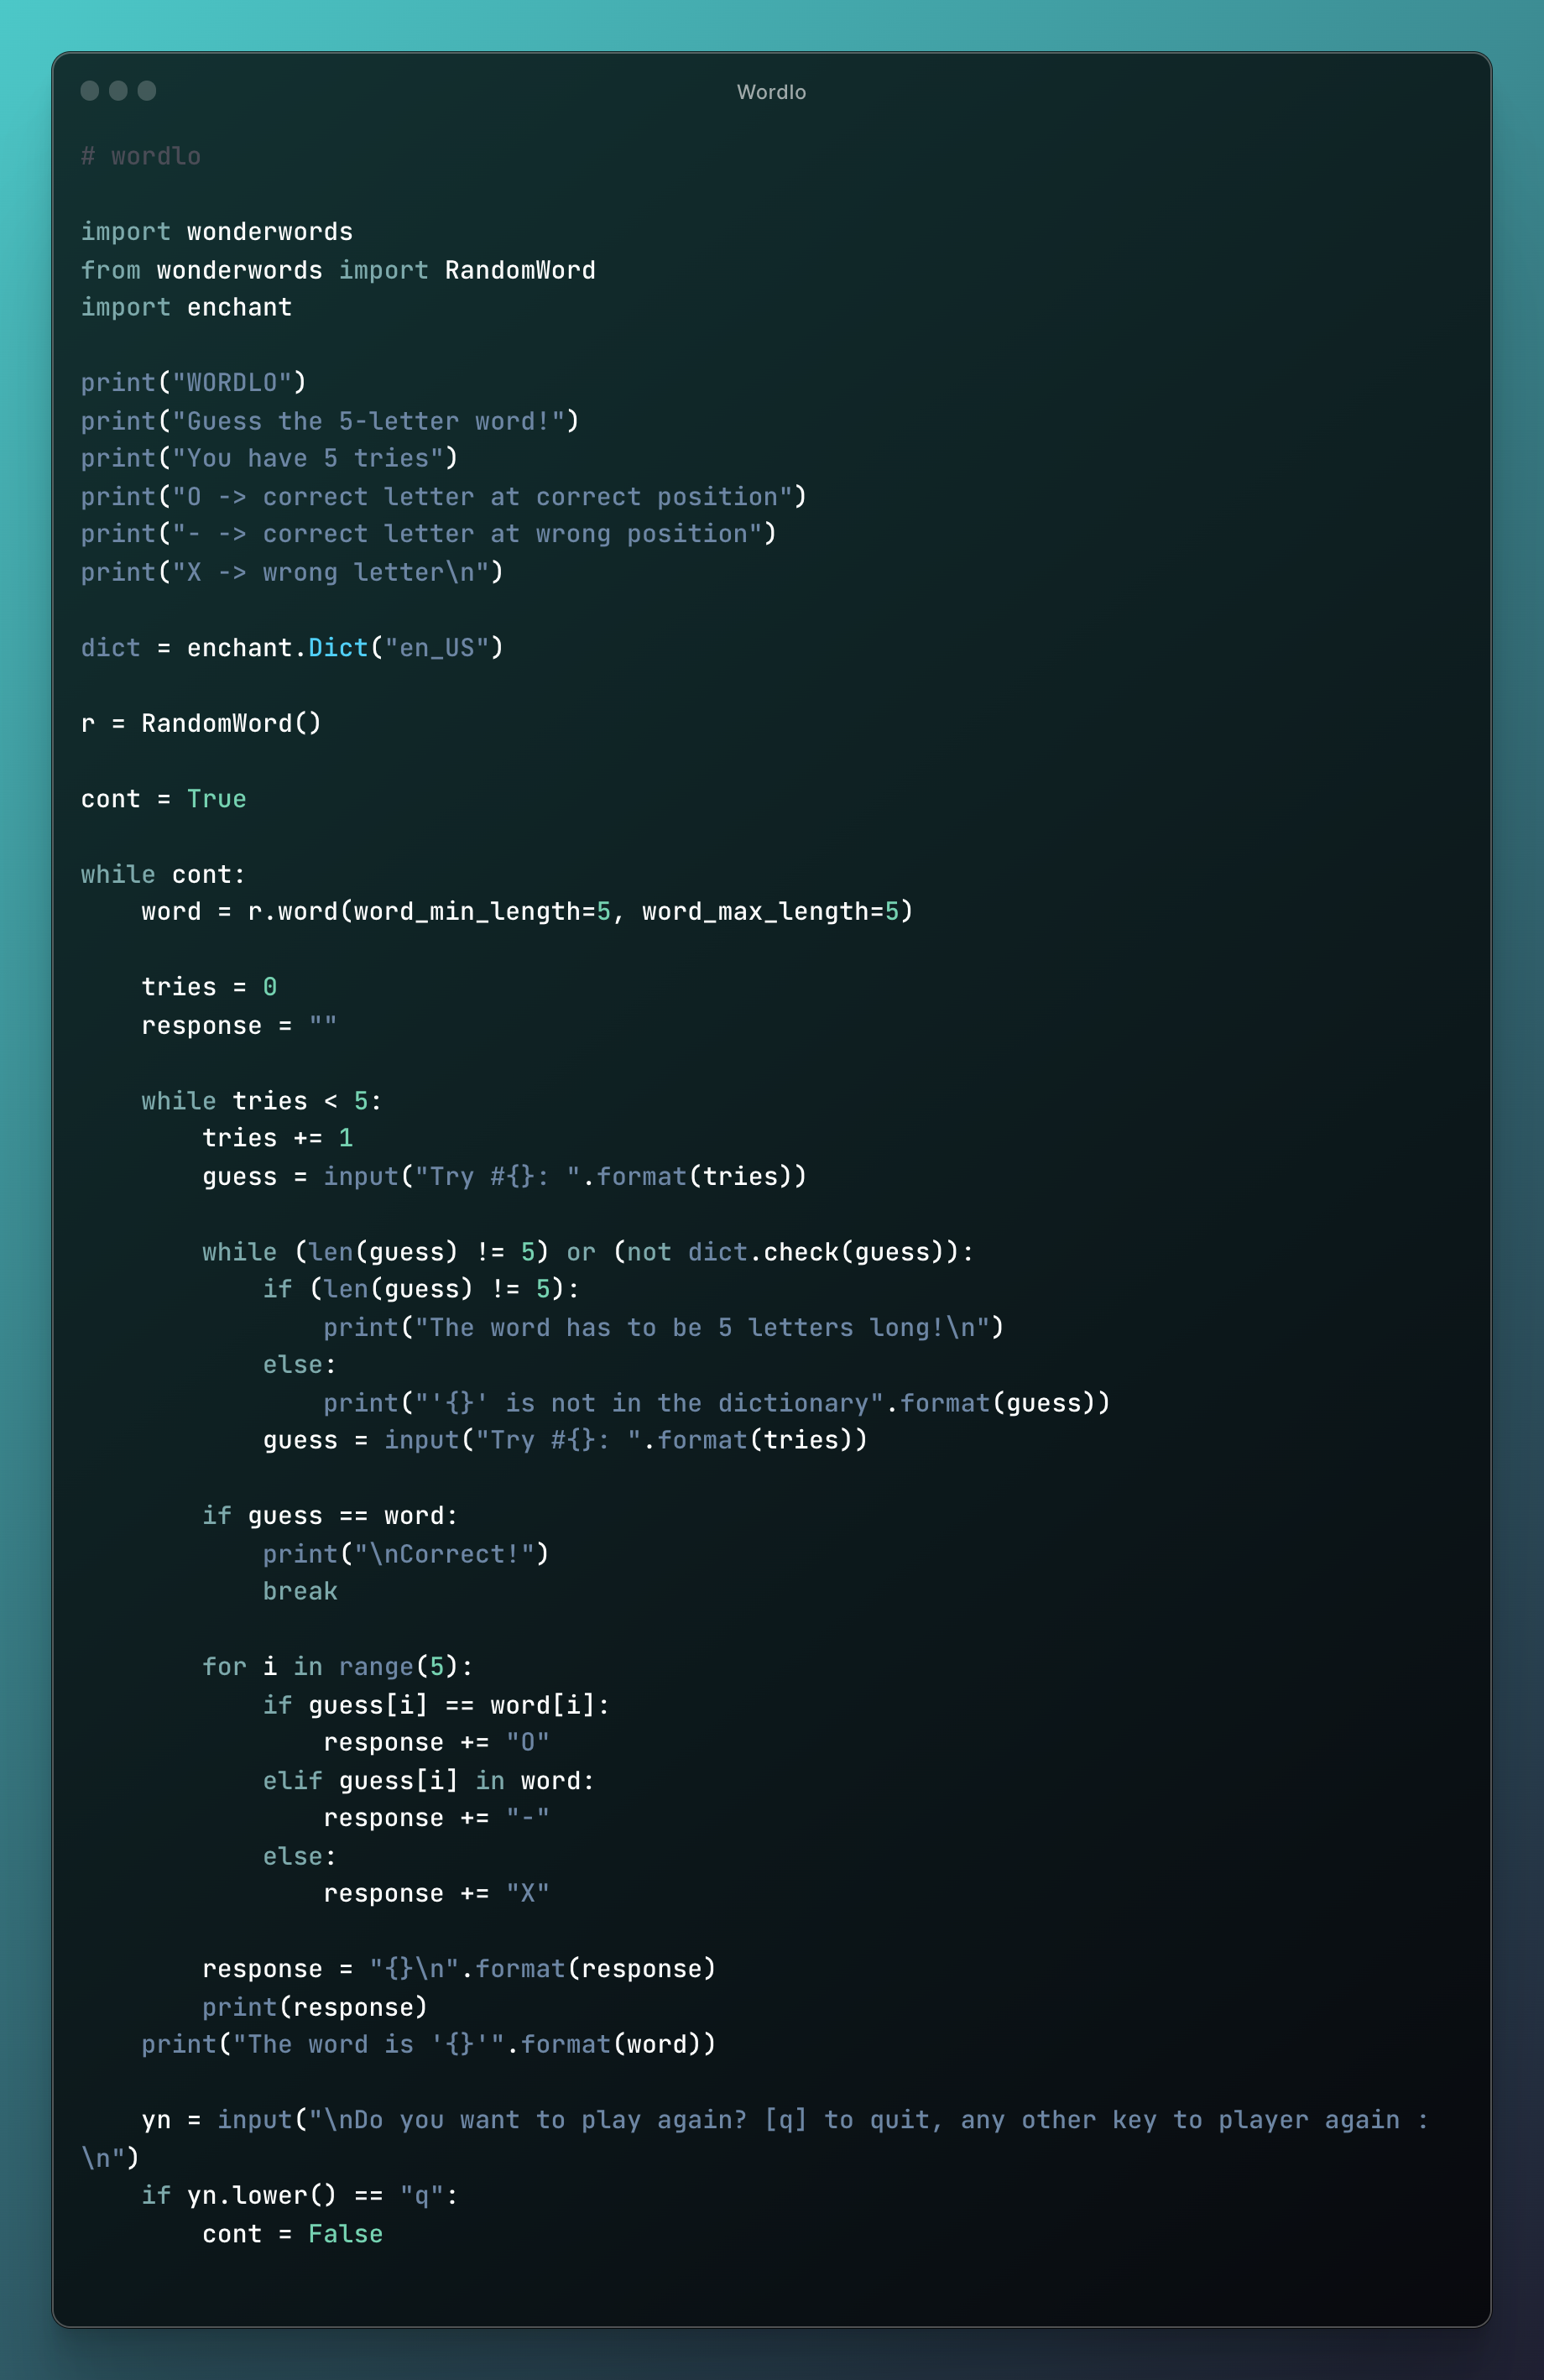 Wordlo
# wordlo
import wonderwords
from wonderwords import RandomWord
import enchant
print("WORDLO")
print("Guess the 5-letter word!")
print("You have 5 tries")
print("O -> correct letter at correct position")
print("- -> correct letter at wrong position")
print("X -> wrong letter\n")
dict = enchant.Dict("en_US")
r = RandomWord()
cont = True
while cont:
    word = r.word(word_min_length=5, word_max_length=5)
    tries = 0
    response = ""
    while tries < 5:
        tries += 1
        guess = input("Try #{}: ".format(tries))
        while (len(guess) != 5) or (not dict.check(guess)):
            if (len(guess) != 5):
                print("The word has to be 5 letters long!\n")
            else:
                print("'{}' is not in the dictionary".format(guess))
            guess = input("Try #{}: ".format(tries))
        if guess == word:
            print("\nCorrect!")
            break
        for i in range(5):
            if guess[i] == word[i]:
                response += "O"
            elif guess[i] in word:
                response += "-"
            else:
                response += "X"
        response = "{}\n".format(response)
        print(response)
    print("The word is '{}'".format(word))
    yn = input("\nDo you want to play again? [q] to quit, any other key to player again :
\n")
    if yn.lower() == "q":
        cont = False